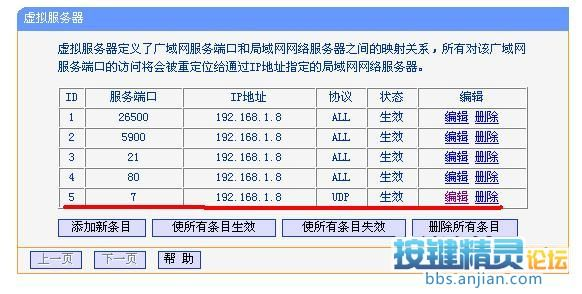 虚拟服务器
虚拟服务器定义了广域网服务端口和局域网网络服务器之间的映射关系，所有对该广域网
服务端口的访问将会被重定位给通过IP地址指定的局域网网络服务器。
ID 服务端口 IP地址 协议 状态 编辑
1 26500 192.168.1.8 ALL 生效 编辑 删除
2 5900 192.168.1.8 ALL 生效 编辑 删除
3 21 192.168.1.8 ALL 生效 编辑 删除
4 80 192.168.1.8 ALL 生效 编辑 删除
5 7 192.168.1.8 UDP 生效 编辑 删除
添加新条目 使所有条目生效 使所有条目失效 删除所有条目
上一页 下一页 帮 助
按键精灵论坛
bbs.anjian.com